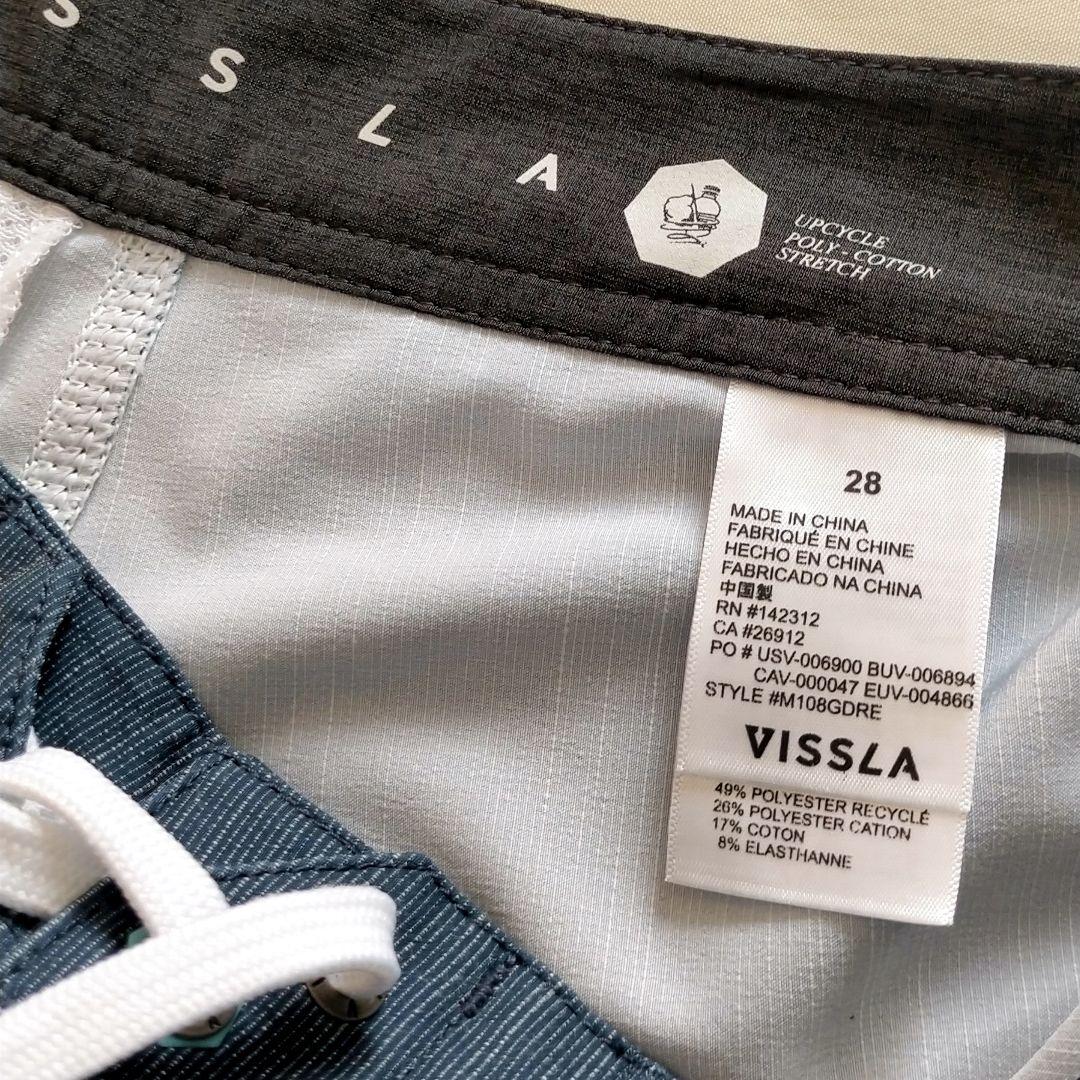 S S L A
UPCYCLE
POLY-COTTON
STRETCH
28
MADE IN CHINA
FABRIQUÉ EN CHINE
HECHO EN CHINA
FABRICADO NA CHINA
中国製
RN #142312
CA #26912
PO # USV-006900 BUV-006894
CAV-000047 EUV-004866
STYLE #M108GDRE
VISSLA
49% POLYESTER RECYCLÉ
26% POLYESTER CATION
17% COTON
8% ELASTHANNE